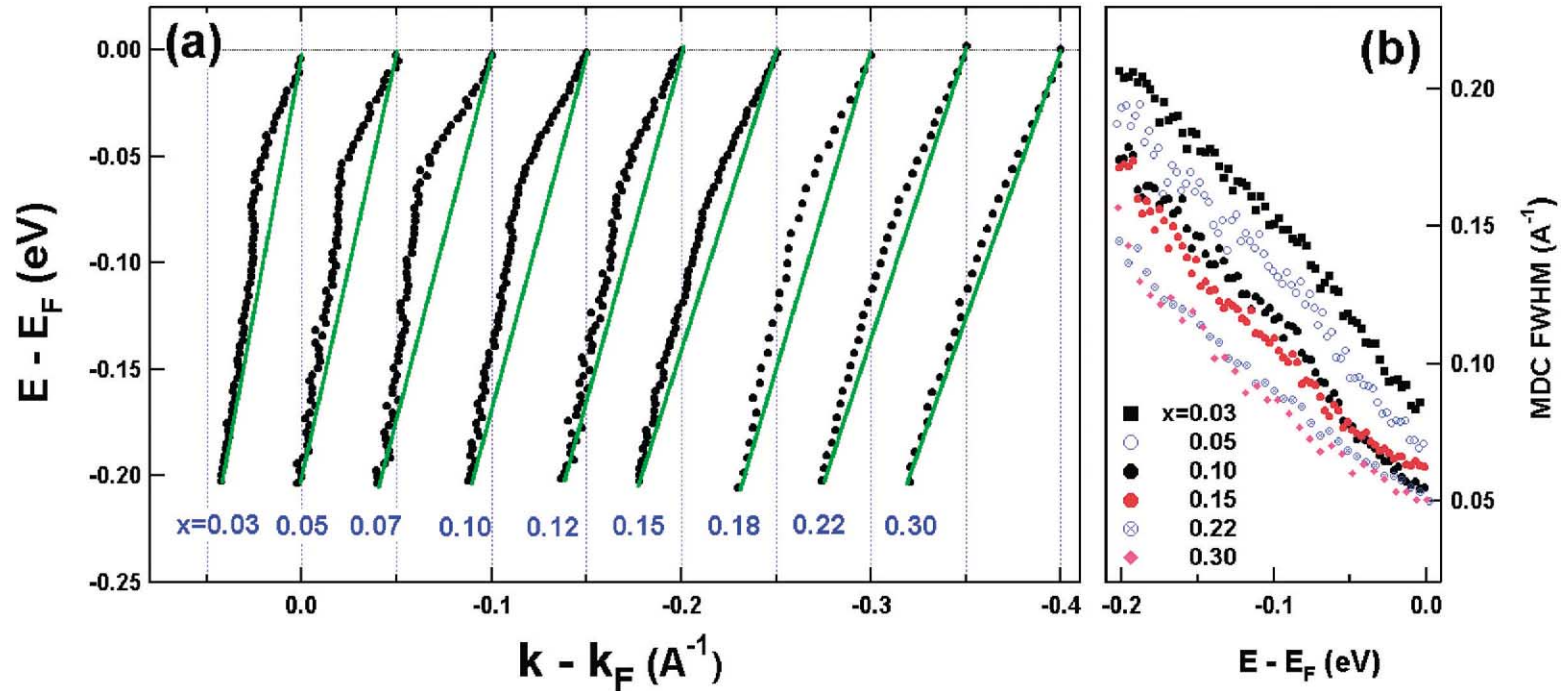 (a)
0.00
-0.05
-0.10
-0.15
-0.20
-0.25
E - E_F (eV)
x=0.03 0.05 0.07 0.10 0.12 0.15 0.18 0.22 0.30
0.0 -0.1 -0.2 -0.3 -0.4
k - k_F (A^-1)
(b)
0.20
0.15
0.10
0.05
MDC FWHM (A^-1)
x=0.03
0.05
0.10
0.15
0.22
0.30
-0.2 -0.1 0.0
E - E_F (eV)